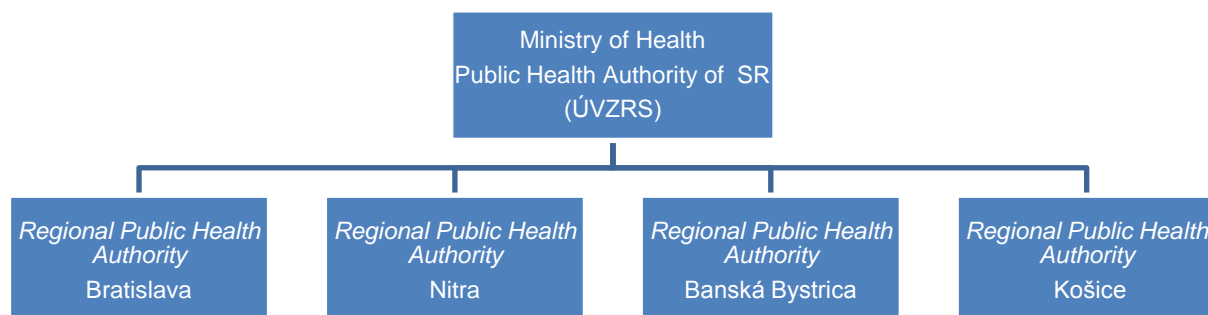 Ministry of Health
Public Health Authority of SR
(ÚVZRS)
Regional Public Health
Authority
Bratislava
Regional Public Health
Authority
Nitra
Regional Public Health
Authority
Banská Bystrica
Regional Public Health
Authority
Košice